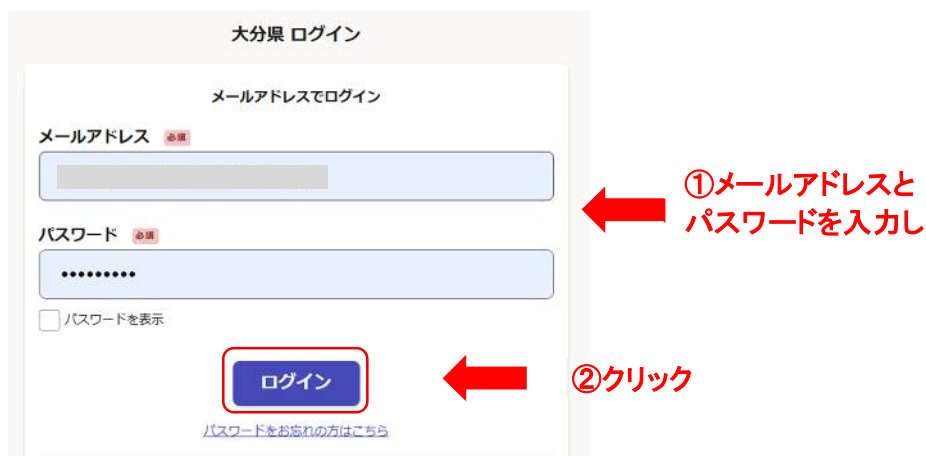 大分県 ログイン
メールアドレスでログイン
メールアドレス 必須
①メールアドレスと
パスワードを入力し
パスワード 必須
•••••••••
パスワードを表示
ログイン
②クリック
パスワードをお忘れの方はこちら